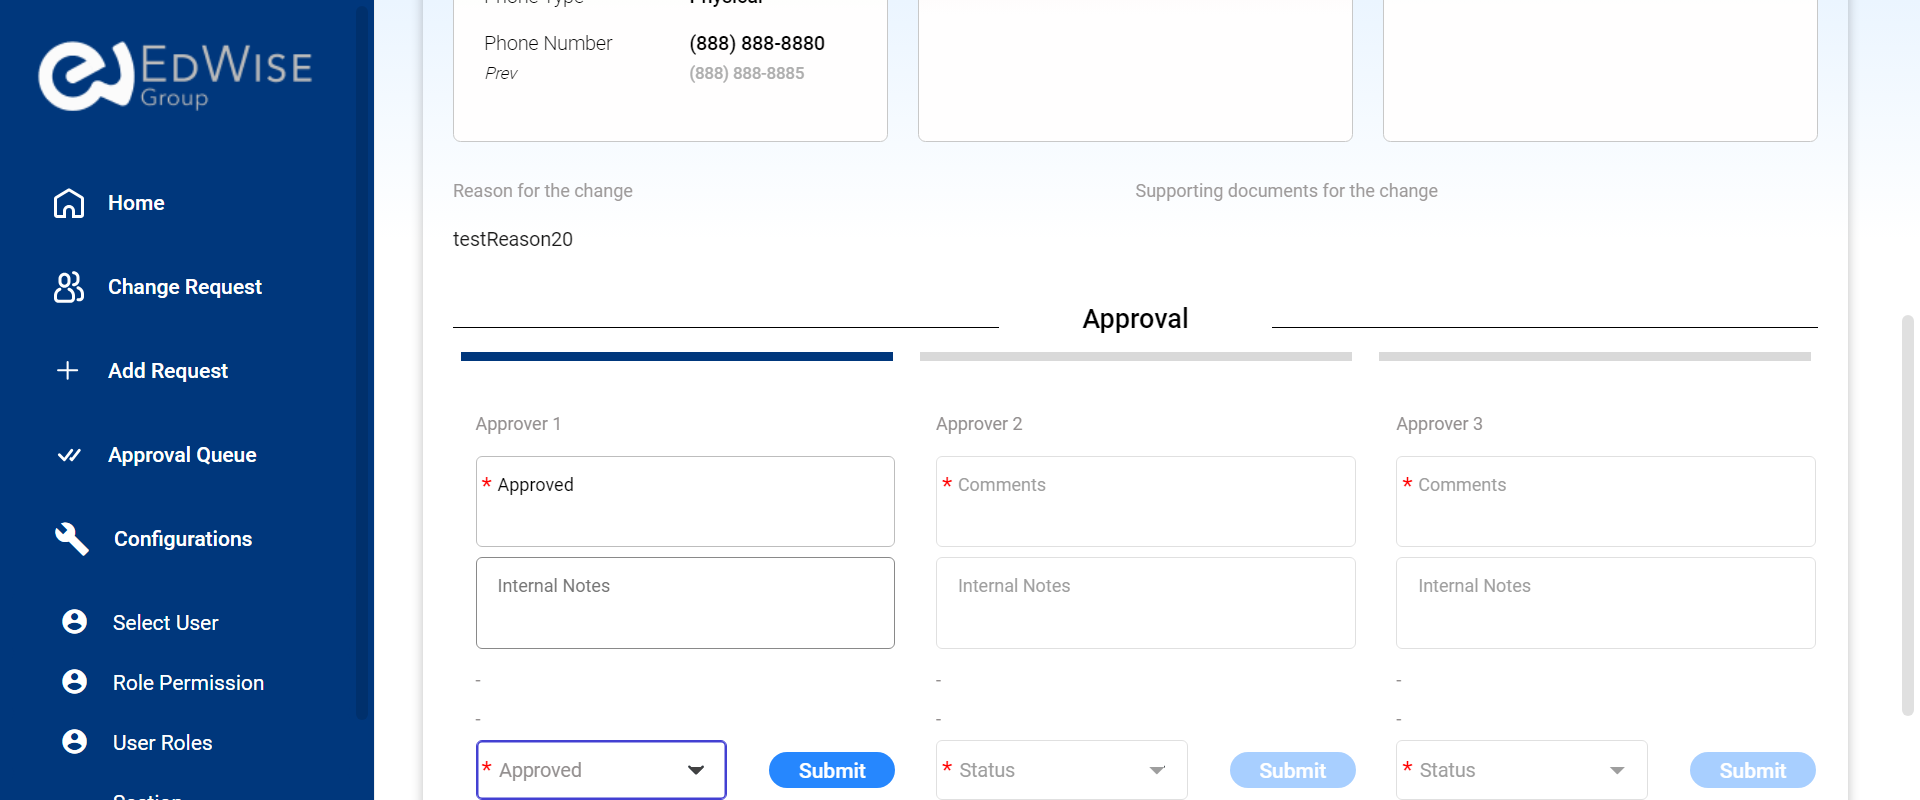 EDWISE
Group
Home
Change Request
Add Request
Approval Queue
Configurations
Select User
Role Permission
User Roles
Section
Phone Type Physical
Phone Number (888) 888-8880
Prev (888) 888-8885
Reason for the change
Supporting documents for the change
testReason20
Approval
Approver 1
* Approved
Internal Notes
-
-
* Approved
Submit
Approver 2
* Comments
Internal Notes
-
-
* Status
Submit
Approver 3
* Comments
Internal Notes
-
-
* Status
Submit